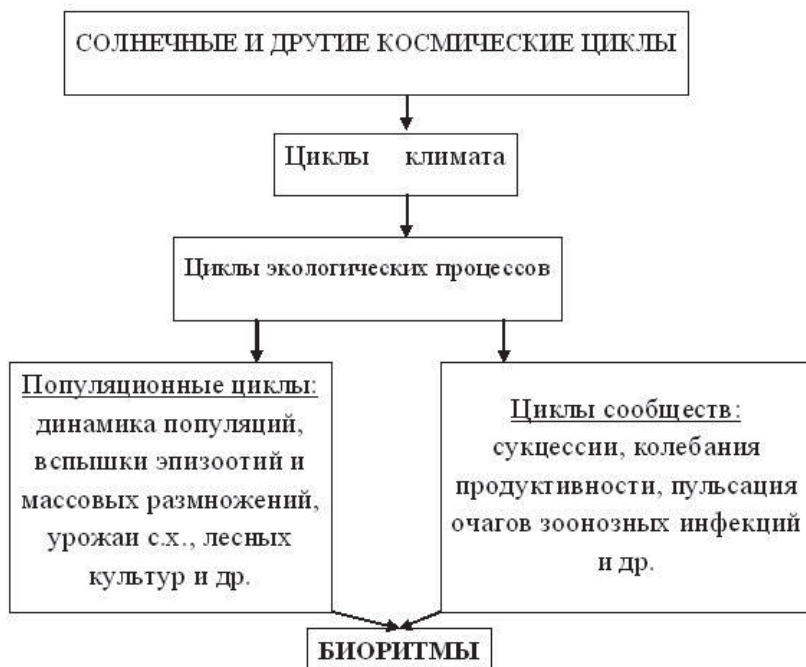 СОЛНЕЧНЫЕ И ДРУГИЕ КОСМИЧЕСКИЕ ЦИКЛЫ
Циклы климата
Циклы экологических процессов
Популяционные циклы:
динамика популяций,
вспышки эпизоотий и
массовых размножений,
урожаи с.х., лесных
культур и др.
Циклы сообществ:
сукцессии, колебания
продуктивности, пульсация
очагов зоонозных инфекций
и др.
БИОРИТМЫ